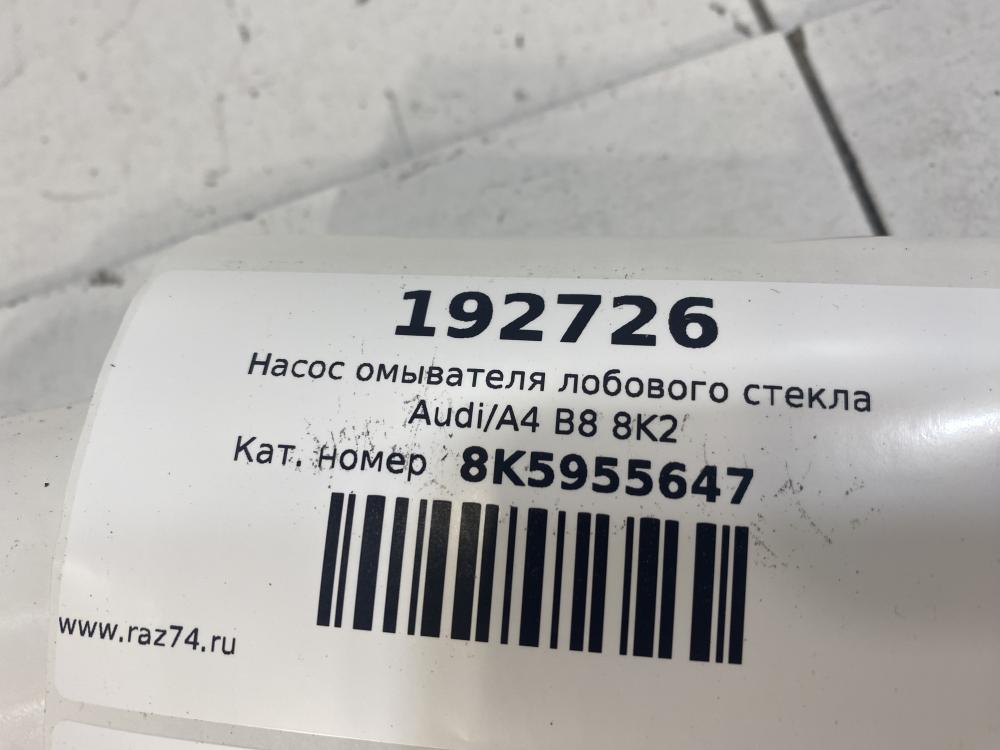 192726
Насос омывателя лобового стекла
Audi/A4 B8 8K2
Кат. номер 8K5955647
www.raz74.ru